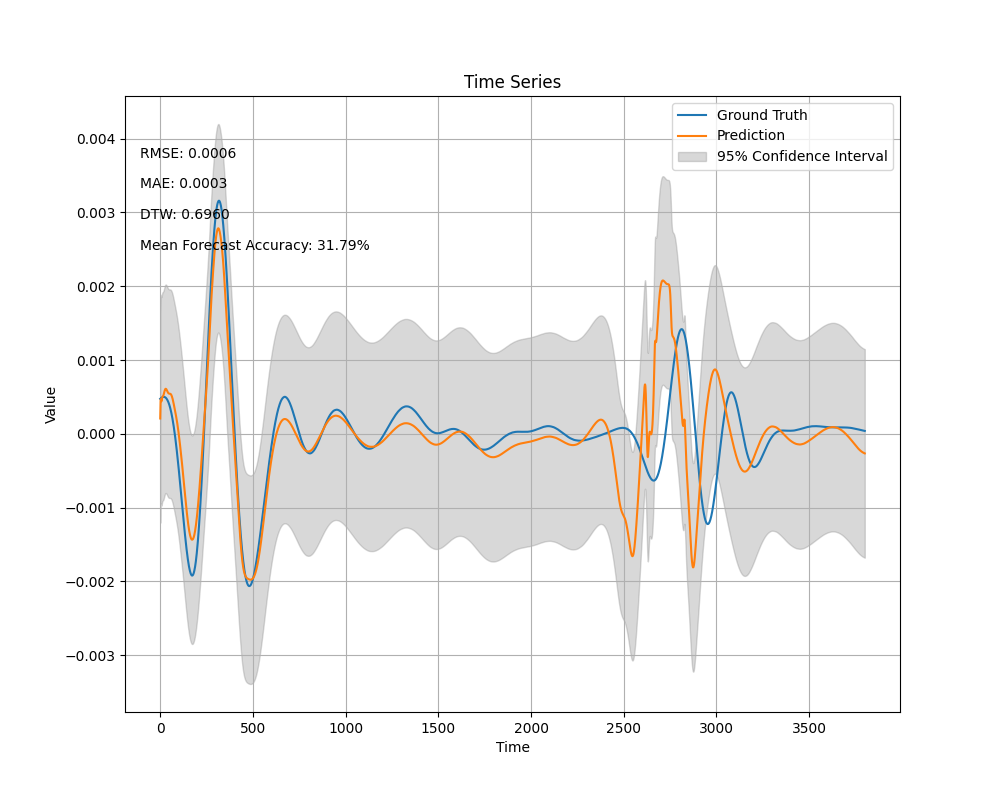 Time Series
Ground Truth
Prediction
95% Confidence Interval
RMSE: 0.0006
MAE: 0.0003
DTW: 0.6960
Mean Forecast Accuracy: 31.79%
Value
0.004
0.003
0.002
0.001
0.000
−0.001
−0.002
−0.003
0 500 1000 1500 2000 2500 3000 3500
Time